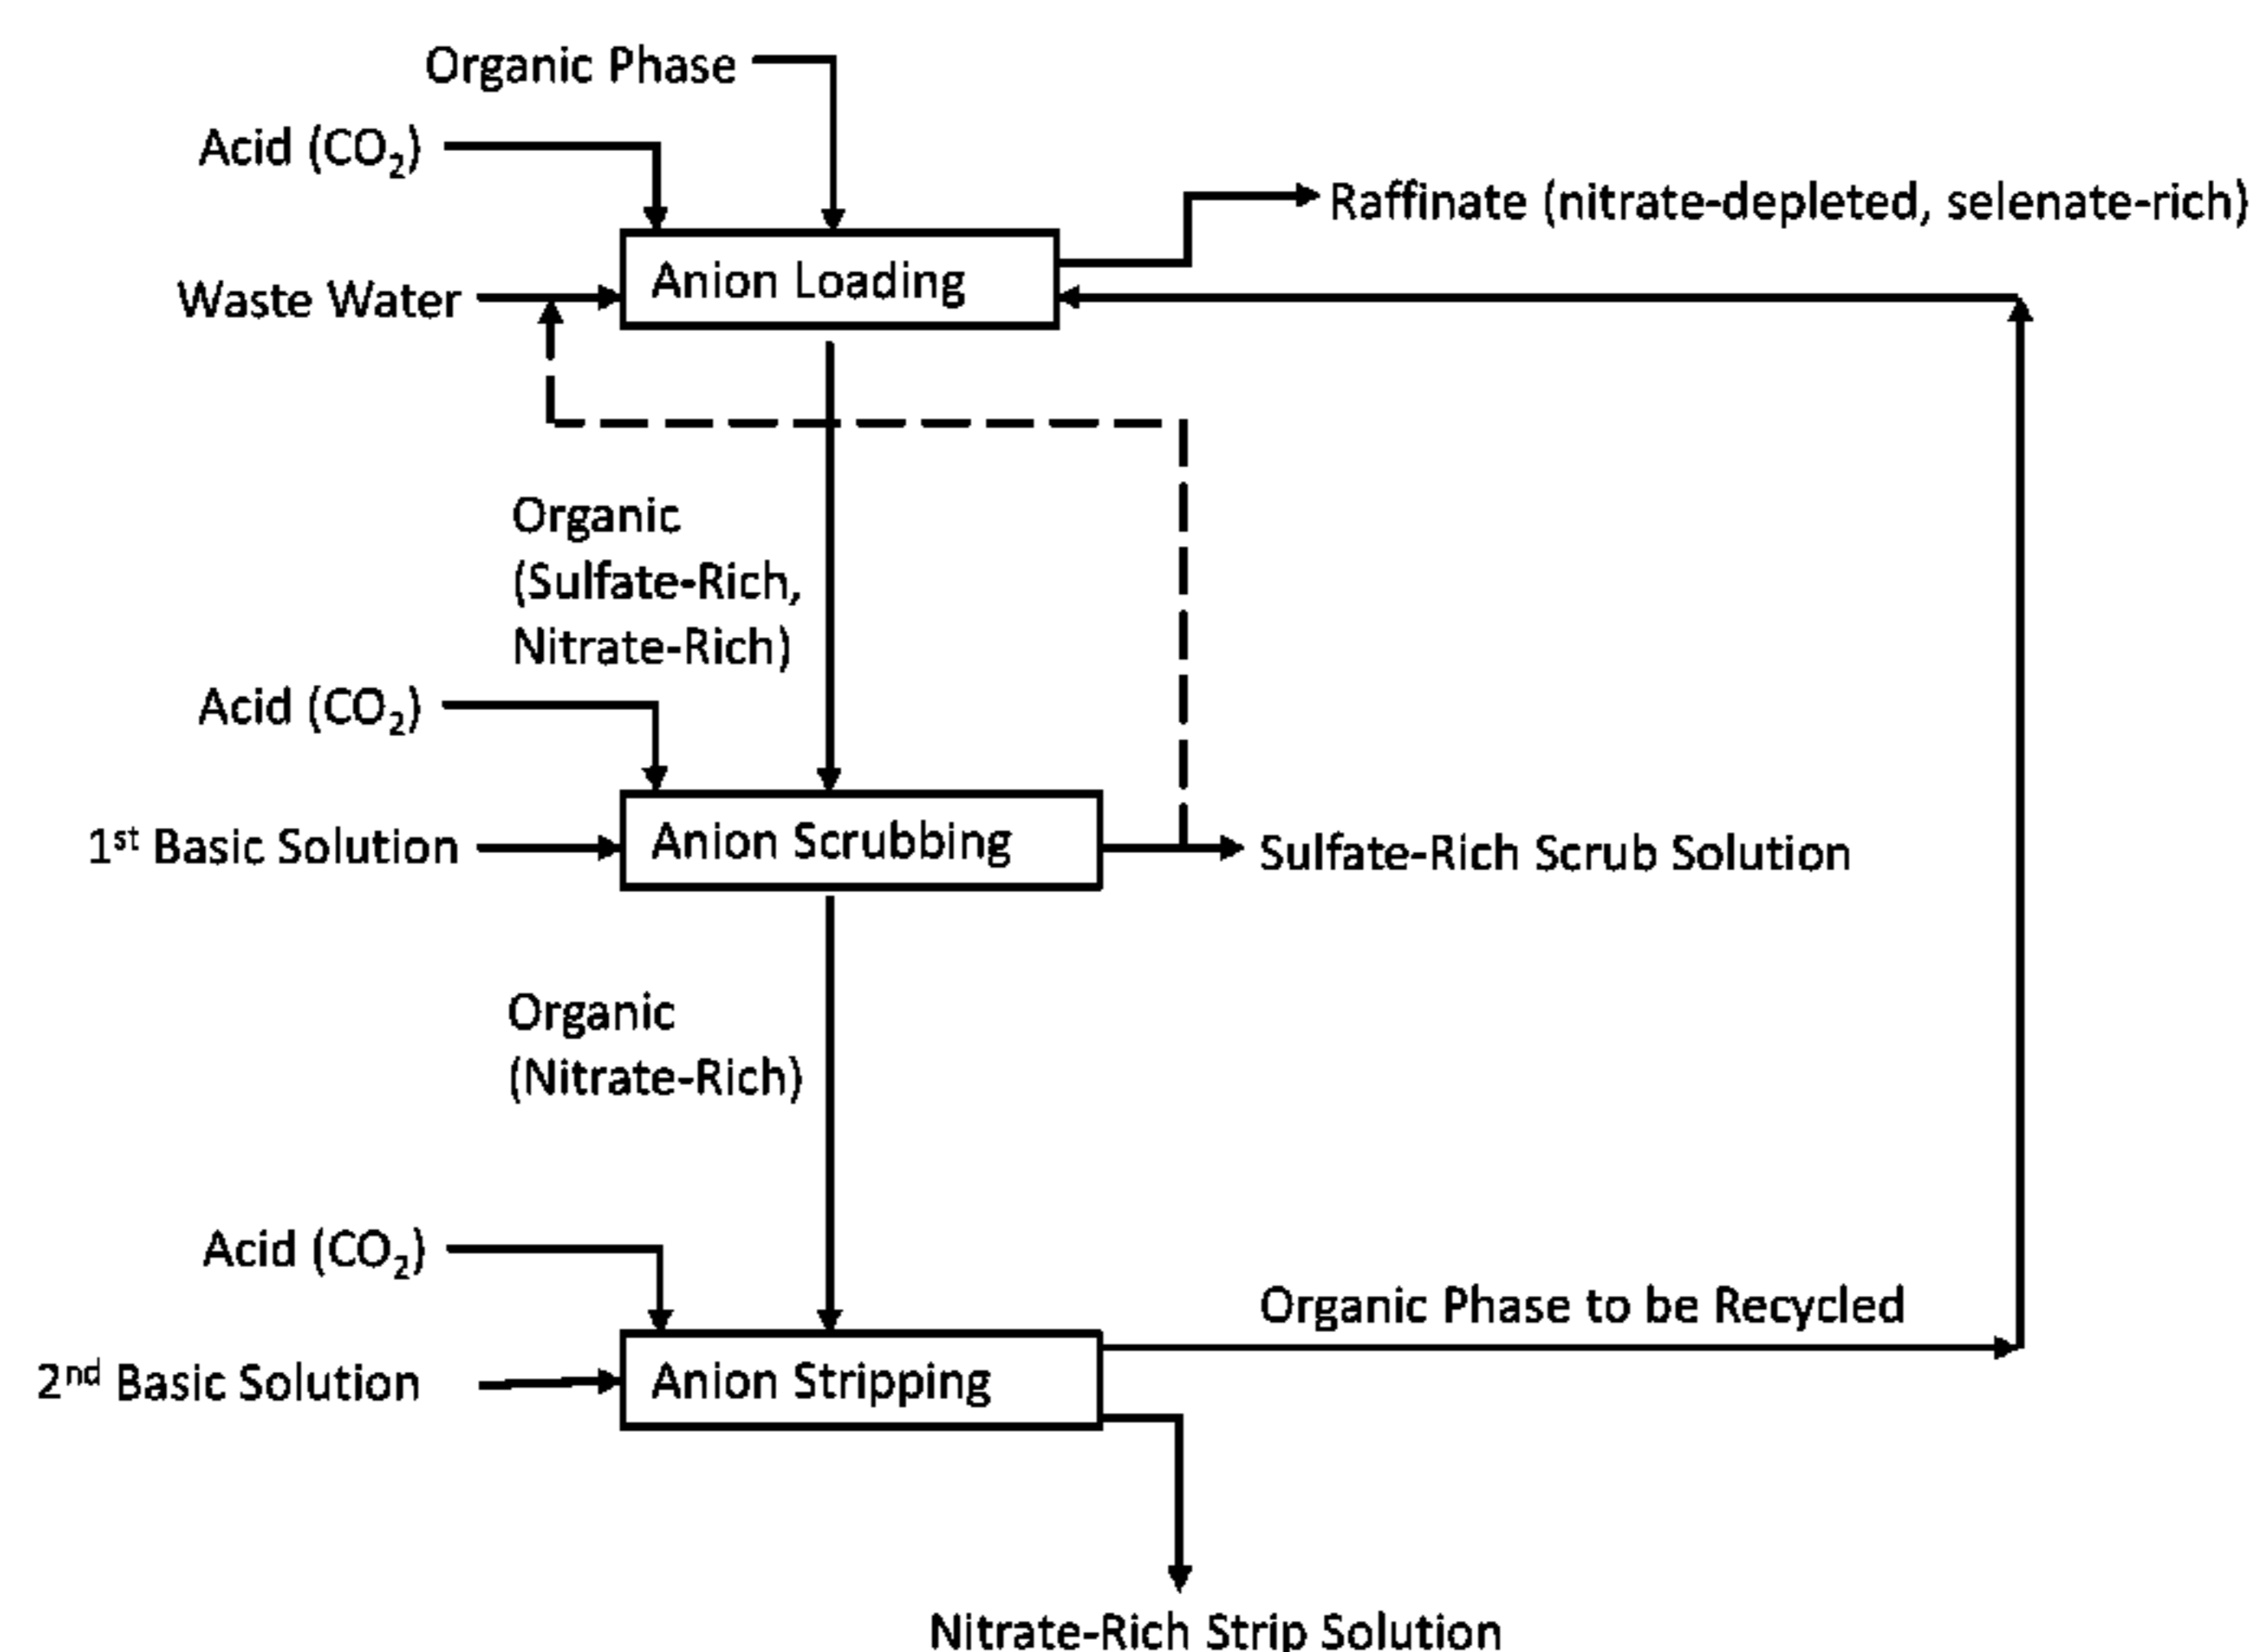 Organic Phase
Acid (CO₂)
Raffinate (nitrate-depleted, selenate-rich)
Waste Water
Anion Loading
Organic
(Sulfate-Rich,
Nitrate-Rich)
Acid (CO₂)
1st Basic Solution
Anion Scrubbing
Sulfate-Rich Scrub Solution
Organic
(Nitrate-Rich)
Acid (CO₂)
Organic Phase to be Recycled
2nd Basic Solution
Anion Stripping
Nitrate-Rich Strip Solution